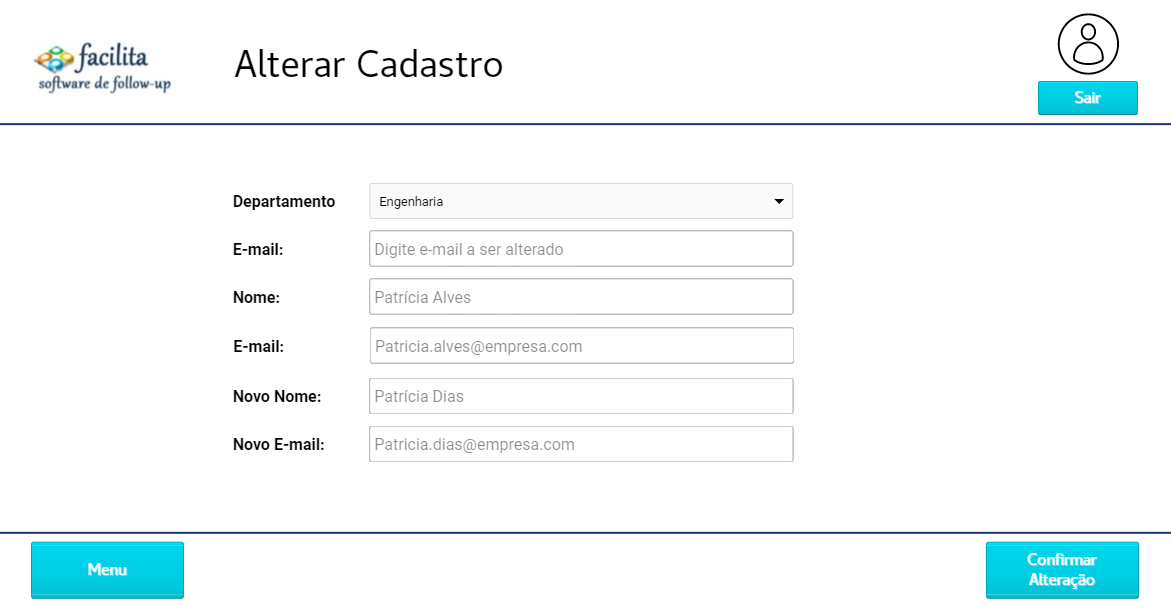 facilita
software de follow-up
Alterar Cadastro
Sair
Departamento Engenharia
E-mail: Digite e-mail a ser alterado
Nome: Patrícia Alves
E-mail: Patricia.alves@empresa.com
Novo Nome: Patrícia Dias
Novo E-mail: Patricia.dias@empresa.com
Menu
Confirmar
Alteração